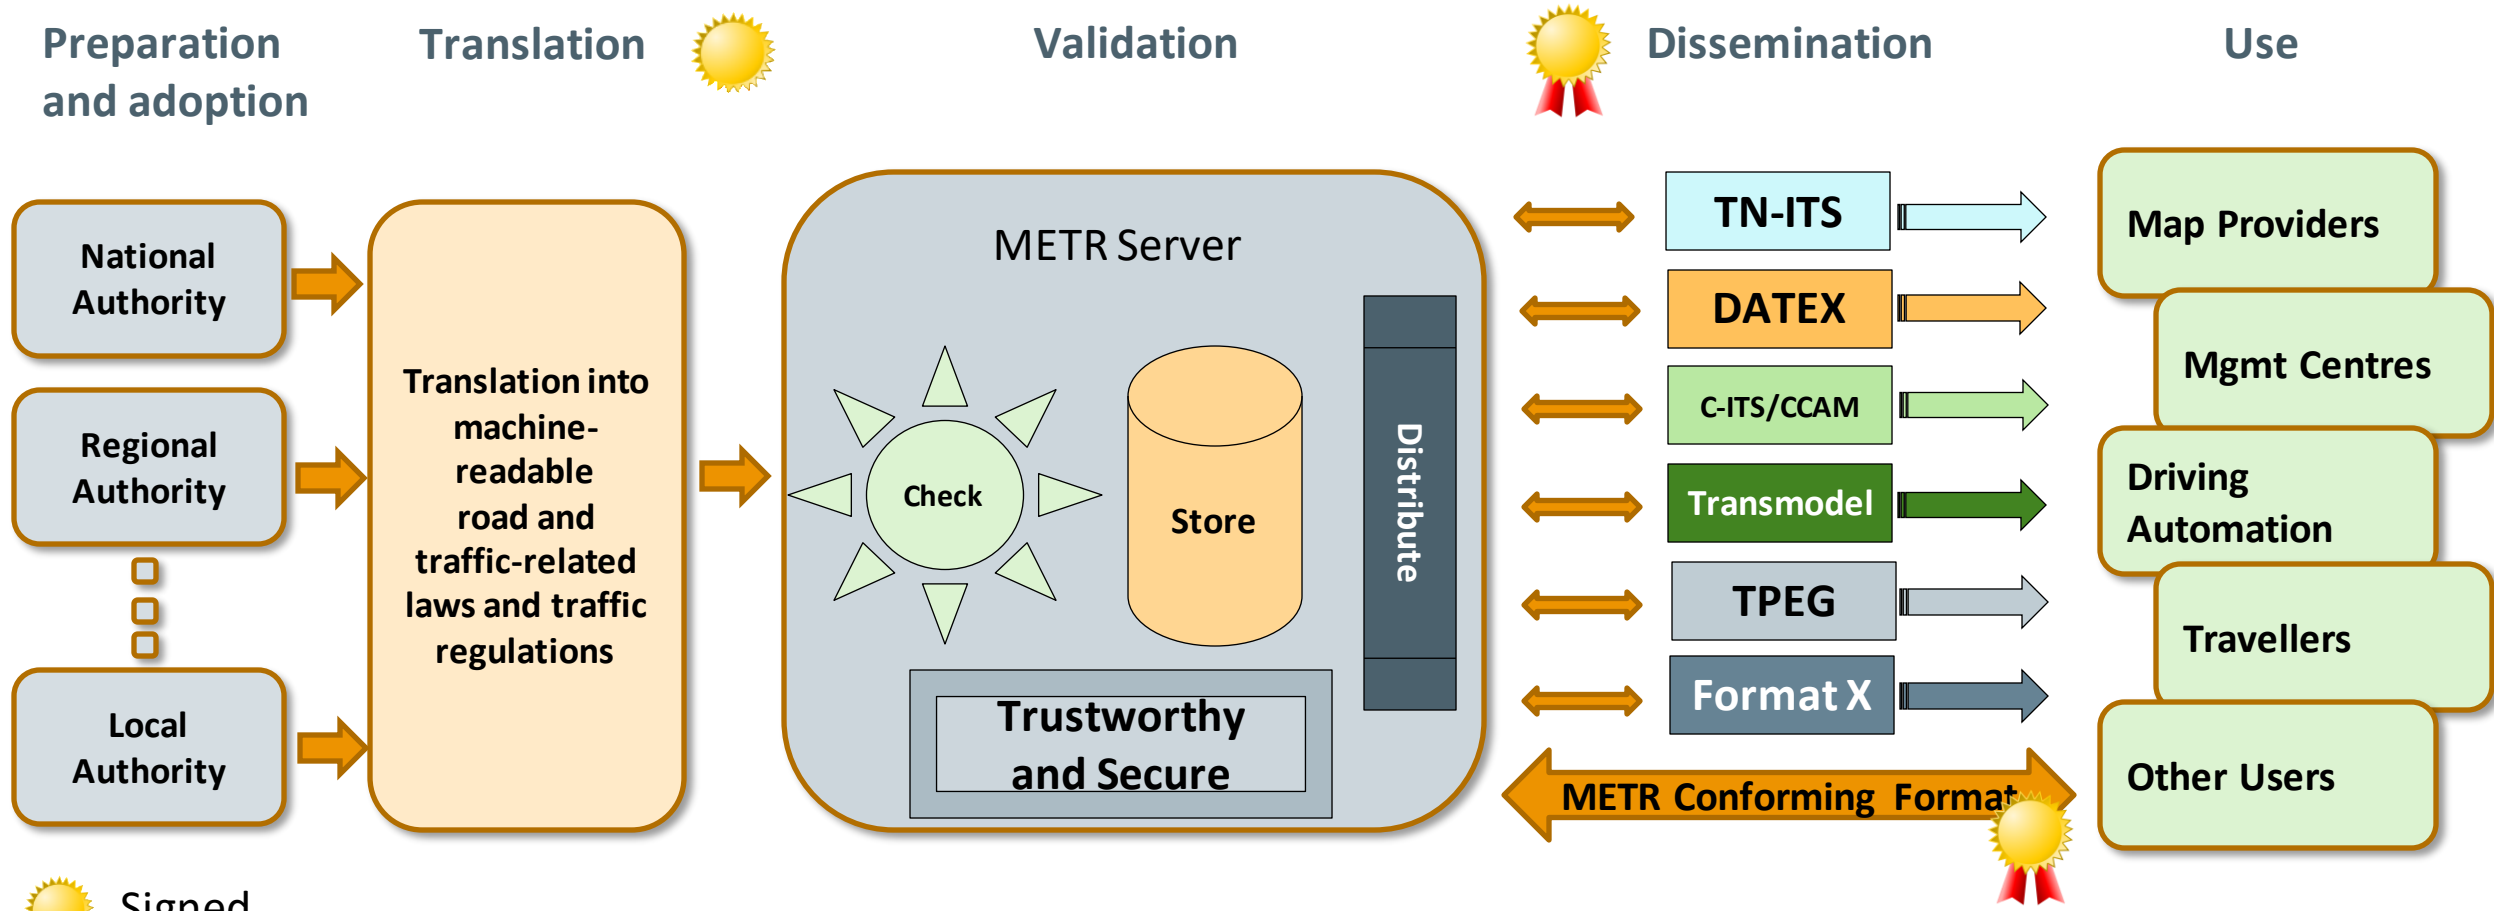 Preparation
and adoption
Translation
Validation
Dissemination
Use
National
Authority
Regional
Authority
Local
Authority
Translation into
machine-
readable
road and
traffic-related
laws and traffic
regulations
METR Server
Check
Store
Distribute
Trustworthy
and Secure
TN-ITS
DATEX
C-ITS/CCAM
Transmodel
TPEG
Format X
METR Conforming Format
Map Providers
Mgmt Centres
Driving
Automation
Travellers
Other Users
Signed